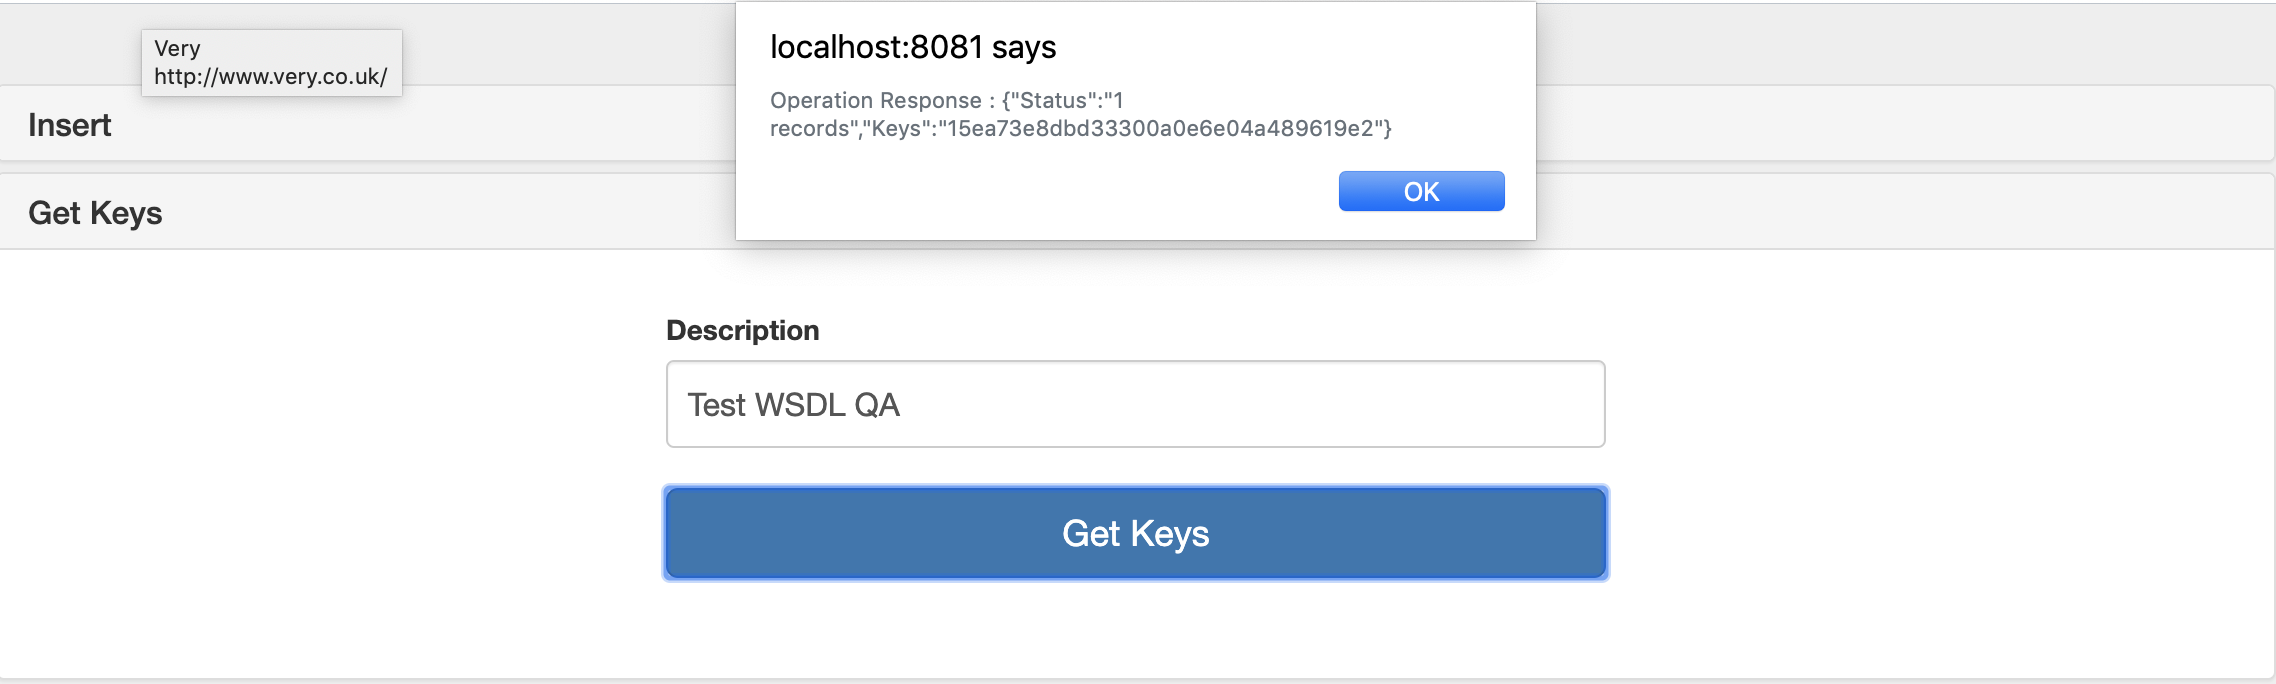 Very
http://www.very.co.uk/
localhost:8081 says
Operation Response : {"Status":"1
records","Keys":"15ea73e8dbd33300a0e6e04a489619e2"}
OK
Insert
Get Keys
Description
Test WSDL QA
Get Keys